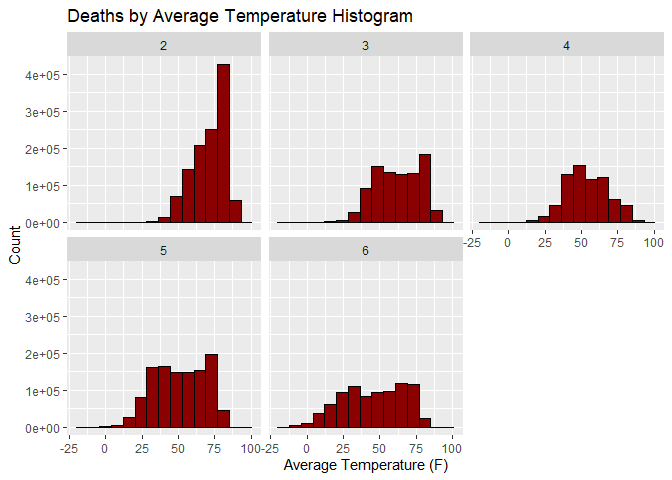 Deaths by Average Temperature Histogram
2 3 4
4e+05
3e+05
2e+05
1e+05
0e+00
-25 0 25 50 75 100
5 6
4e+05
3e+05
2e+05
1e+05
0e+00
-25 0 25 50 75 100 -25 0 25 50 75 100
Count
Average Temperature (F)